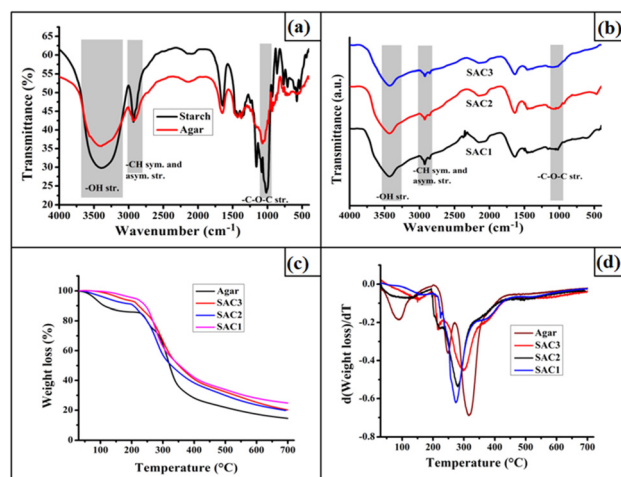 (a)
65
60
55
50
45
40
35
30
25
20
Transmittance (%)
Starch
Agar
-CH sym. and
asym. str.
-OH str.
-C-O-C str.
4000 3000 2000 1000 500
Wavenumber (cm-1)
(b)
Transmittance (a.u.)
SAC3
SAC2
SAC1
-CH sym. and
asym. str.
-OH str.
-C-O-C str.
4000 3500 3000 2500 2000 1500 1000 500
Wavenumber (cm-1)
(c)
100
80
60
40
20
0
Weight loss (%)
Agar
SAC3
SAC2
SAC1
0 100 200 300 400 500 600 700
Temperature (°C)
(d)
0.0
-0.2
-0.4
-0.6
-0.8
d(Weight loss)/dT
Agar
SAC3
SAC2
SAC1
100 200 300 400 500 600 700
Temperature (°C)